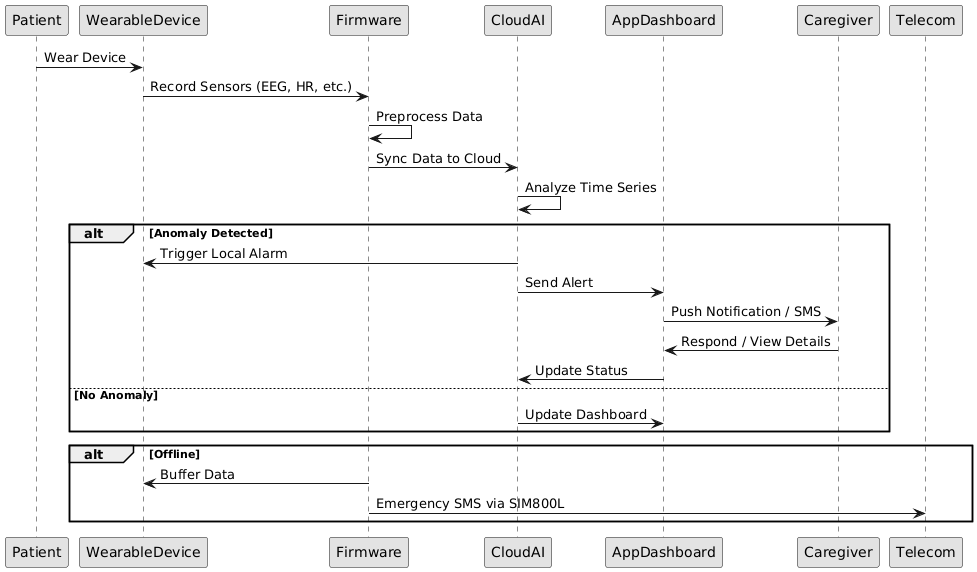 Patient WearableDevice Firmware CloudAI AppDashboard Caregiver Telecom
Wear Device
Record Sensors (EEG, HR, etc.)
Preprocess Data
Sync Data to Cloud
Analyze Time Series
alt [Anomaly Detected]
Trigger Local Alarm
Send Alert
Push Notification / SMS
Respond / View Details
Update Status
[No Anomaly]
Update Dashboard
alt [Offline]
Buffer Data
Emergency SMS via SIM800L
Patient WearableDevice Firmware CloudAI AppDashboard Caregiver Telecom